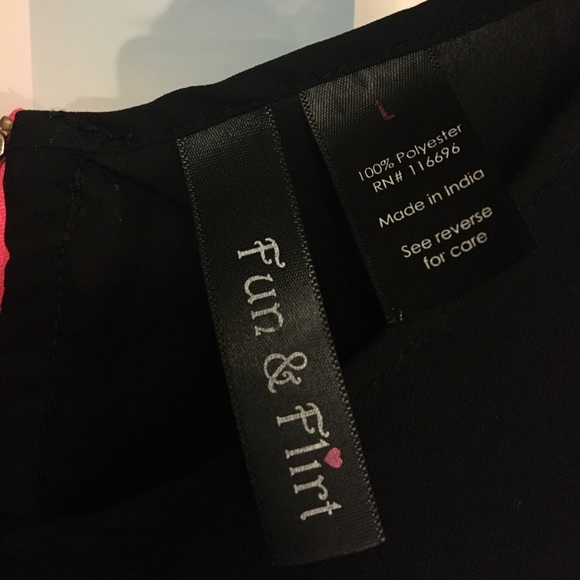 Fun & Flirt
L
100% Polyester
RN# 116696
Made in India
See reverse
for care